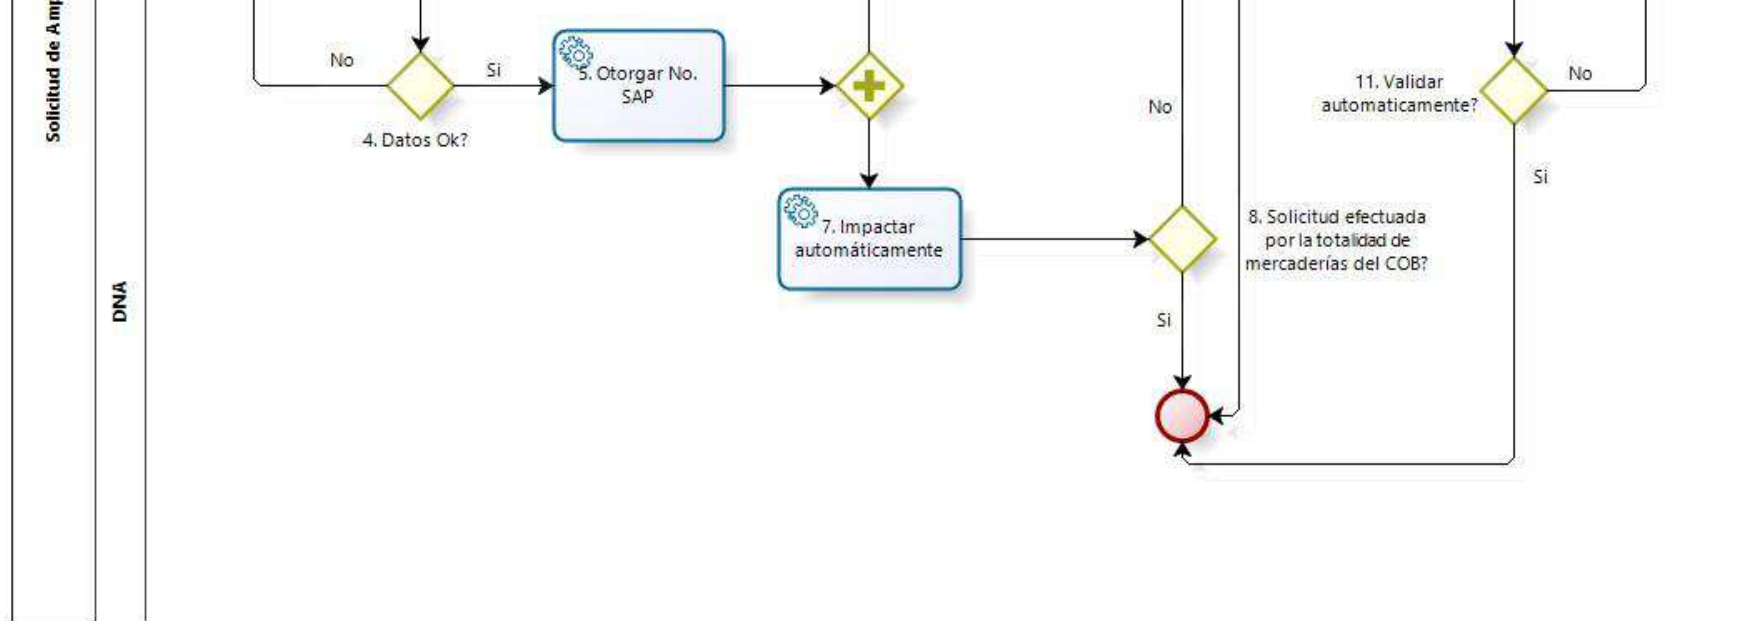 Solicitud de Amp
DNA
No
Si
4. Datos Ok?
5. Otorgar No.
SAP
7. Impactar
automáticamente
No
8. Solicitud efectuada
por la totalidad de
mercaderías del COB?
Si
11. Validar
automaticamente?
No
Si